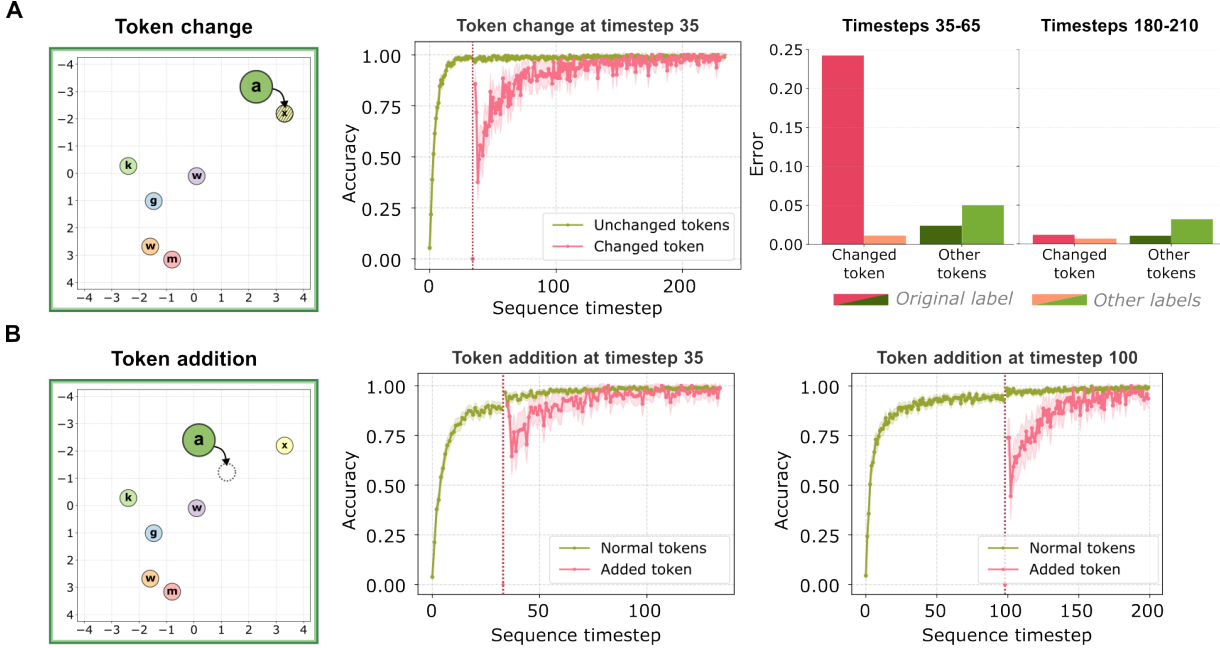 A
Token change
−4
−3
−2
−1
0
1
2
3
4
−4 −3 −2 −1 0 1 2 3 4
a
x
k
w
g
w
m
Token change at timestep 35
Accuracy
1.00
0.75
0.50
0.25
0.00
Unchanged tokens
Changed token
0 100 200
Sequence timestep
Timesteps 35-65
Timesteps 180-210
Error
0.25
0.20
0.15
0.10
0.05
0.00
Changed token
Other tokens
Changed token
Other tokens
Original label
Other labels
B
Token addition
−4
−3
−2
−1
0
1
2
3
4
−4 −3 −2 −1 0 1 2 3 4
a
x
k
w
g
w
m
Token addition at timestep 35
Accuracy
1.00
0.75
0.50
0.25
0.00
Normal tokens
Added token
0 50 100
Sequence timestep
Token addition at timestep 100
Accuracy
1.00
0.75
0.50
0.25
0.00
Normal tokens
Added token
0 50 100 150 200
Sequence timestep